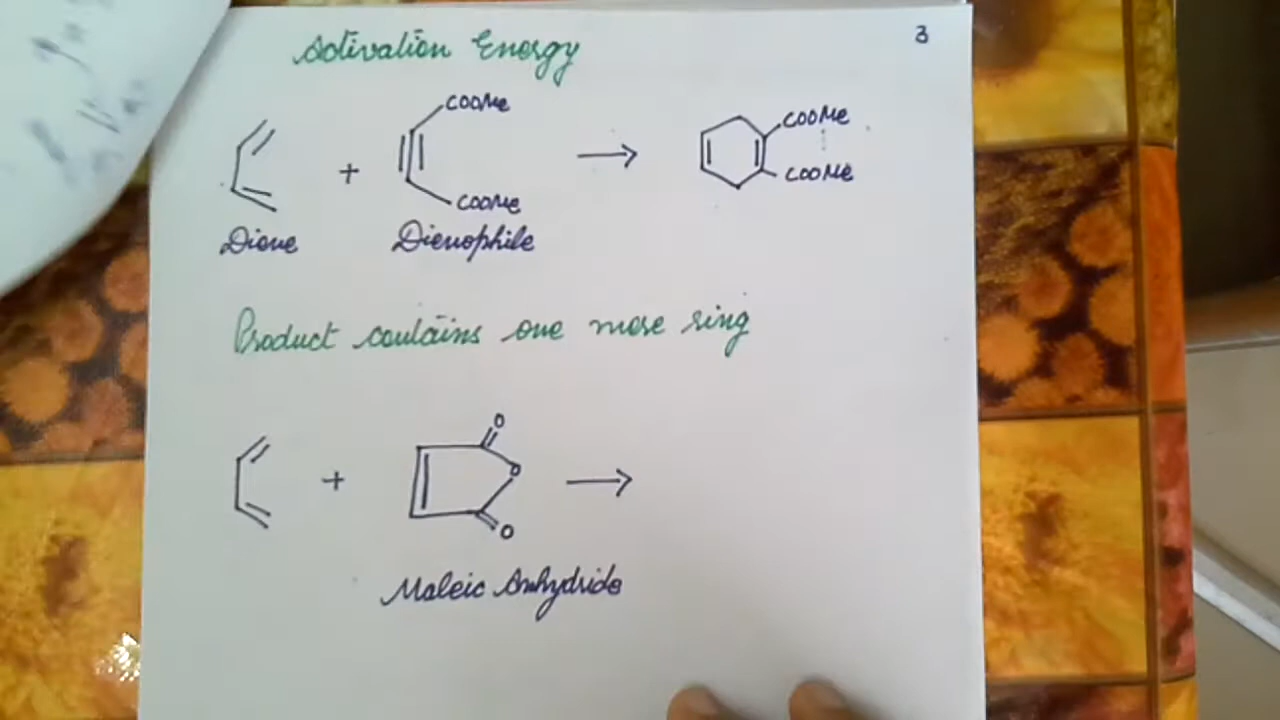 Activation Energy
3
COOMe
COOMe
+
COOMe
COOMe
Diene
Dienophile
Product contains one more ring
O
+
O
O
Maleic Anhydride